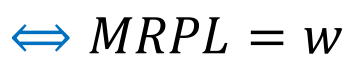 ⇔ MRPL = w